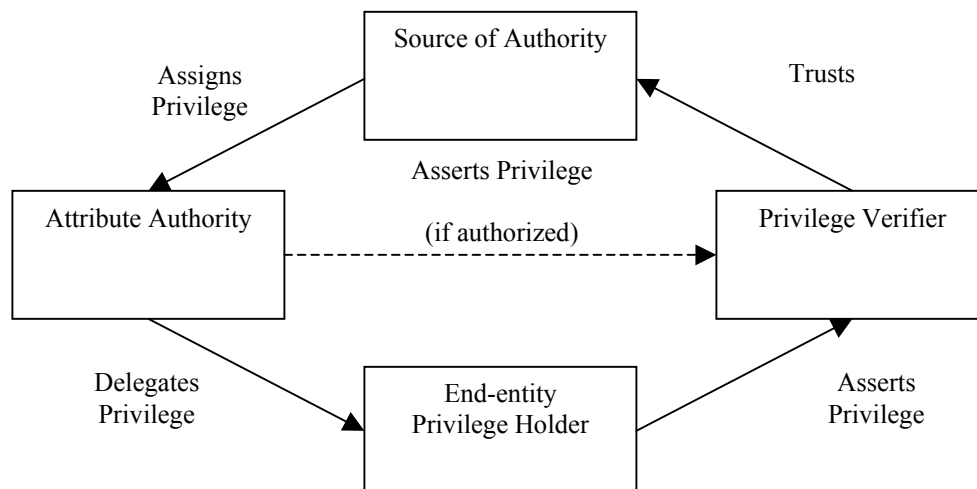 Source of Authority
Assigns
Privilege
Trusts
Asserts Privilege
Attribute Authority
(if authorized)
Privilege Verifier
Delegates
Privilege
End-entity
Privilege Holder
Asserts
Privilege